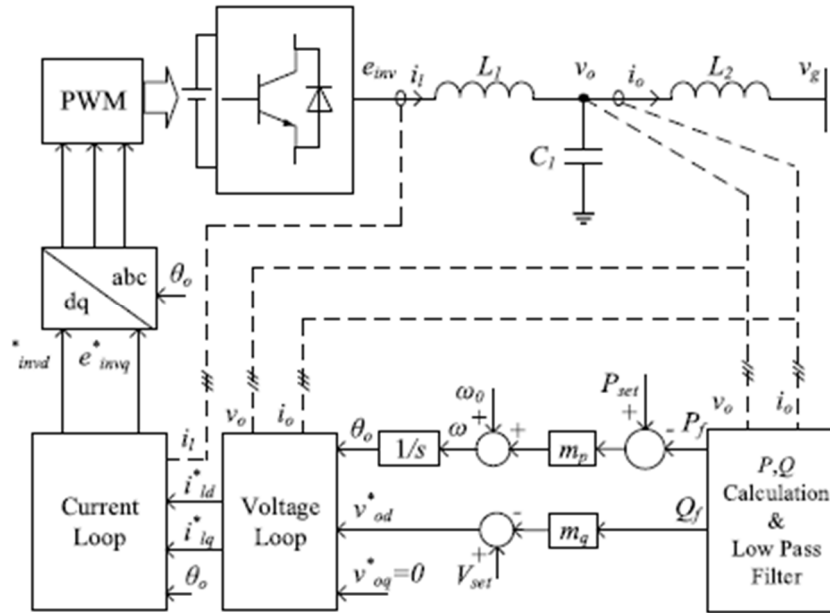 e_inv i_l L_1 v_o i_o L_2 v_g
PWM
C_1
abc
θ_o
dq
*_invd e*_invq
ω_0 P_set
v_o i_o
+ + v_o i_o
θ_o 1/s ω + m_p - P_f
P,Q
Calculation
&
Low Pass
Filter
i_l
i*_ld
Current
Loop
Voltage
Loop
v*_od - m_q Q_f
i*_lq
+
V_set
θ_o
v*_oq=0